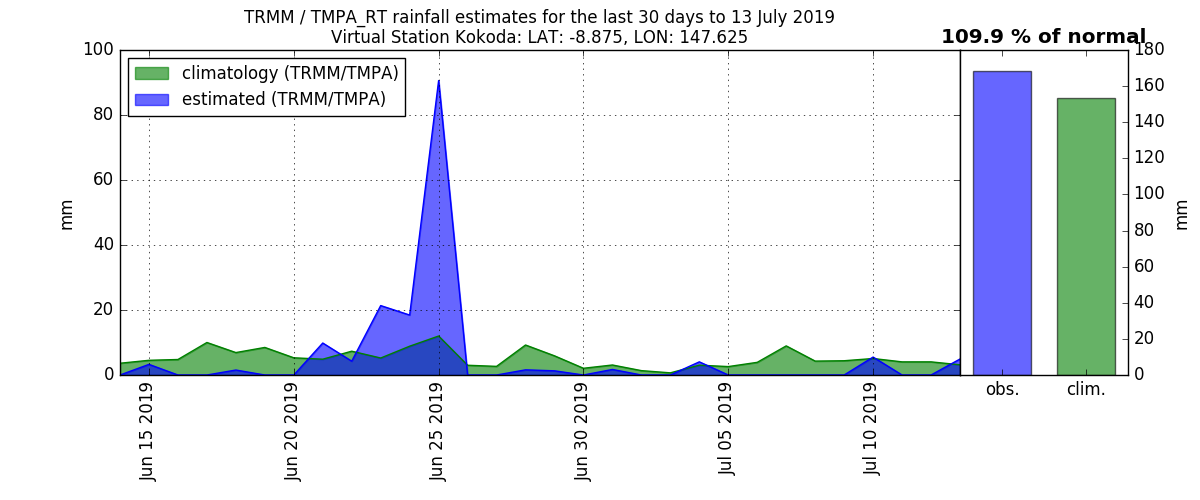 TRMM / TMPA_RT rainfall estimates for the last 30 days to 13 July 2019
Virtual Station Kokoda: LAT: -8.875, LON: 147.625
109.9 % of normal
climatology (TRMM/TMPA)
estimated (TRMM/TMPA)
100
80
60
40
20
0
mm
Jun 15 2019
Jun 20 2019
Jun 25 2019
Jun 30 2019
Jul 05 2019
Jul 10 2019
obs.
clim.
180
160
140
120
100
80
60
40
20
0
mm